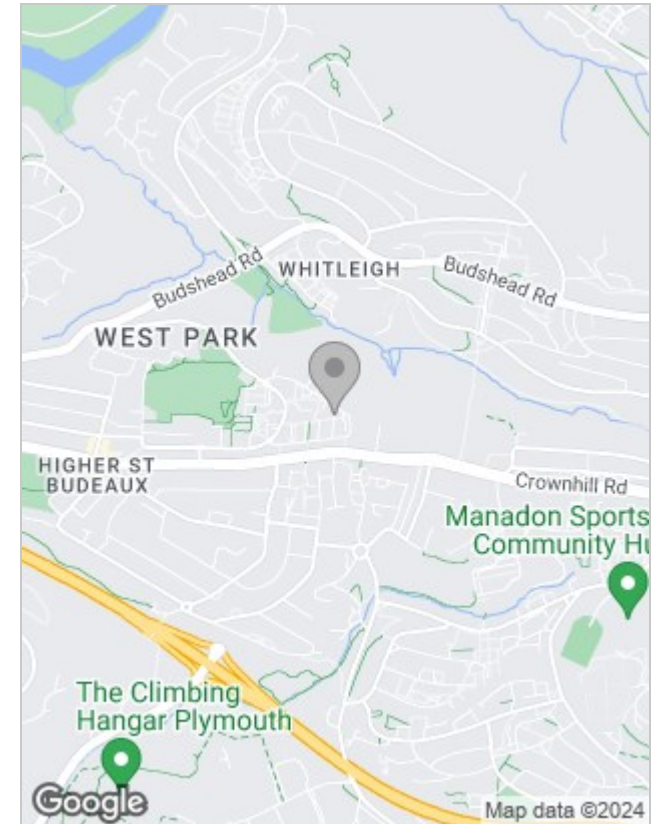 Budshead Rd
WHITLEIGH
Budshead Rd
WEST PARK
HIGHER ST
BUDEAUX
Crownhill Rd
Manadon Sports
Community Hu
The Climbing
Hangar Plymouth
Google
Map data ©2024